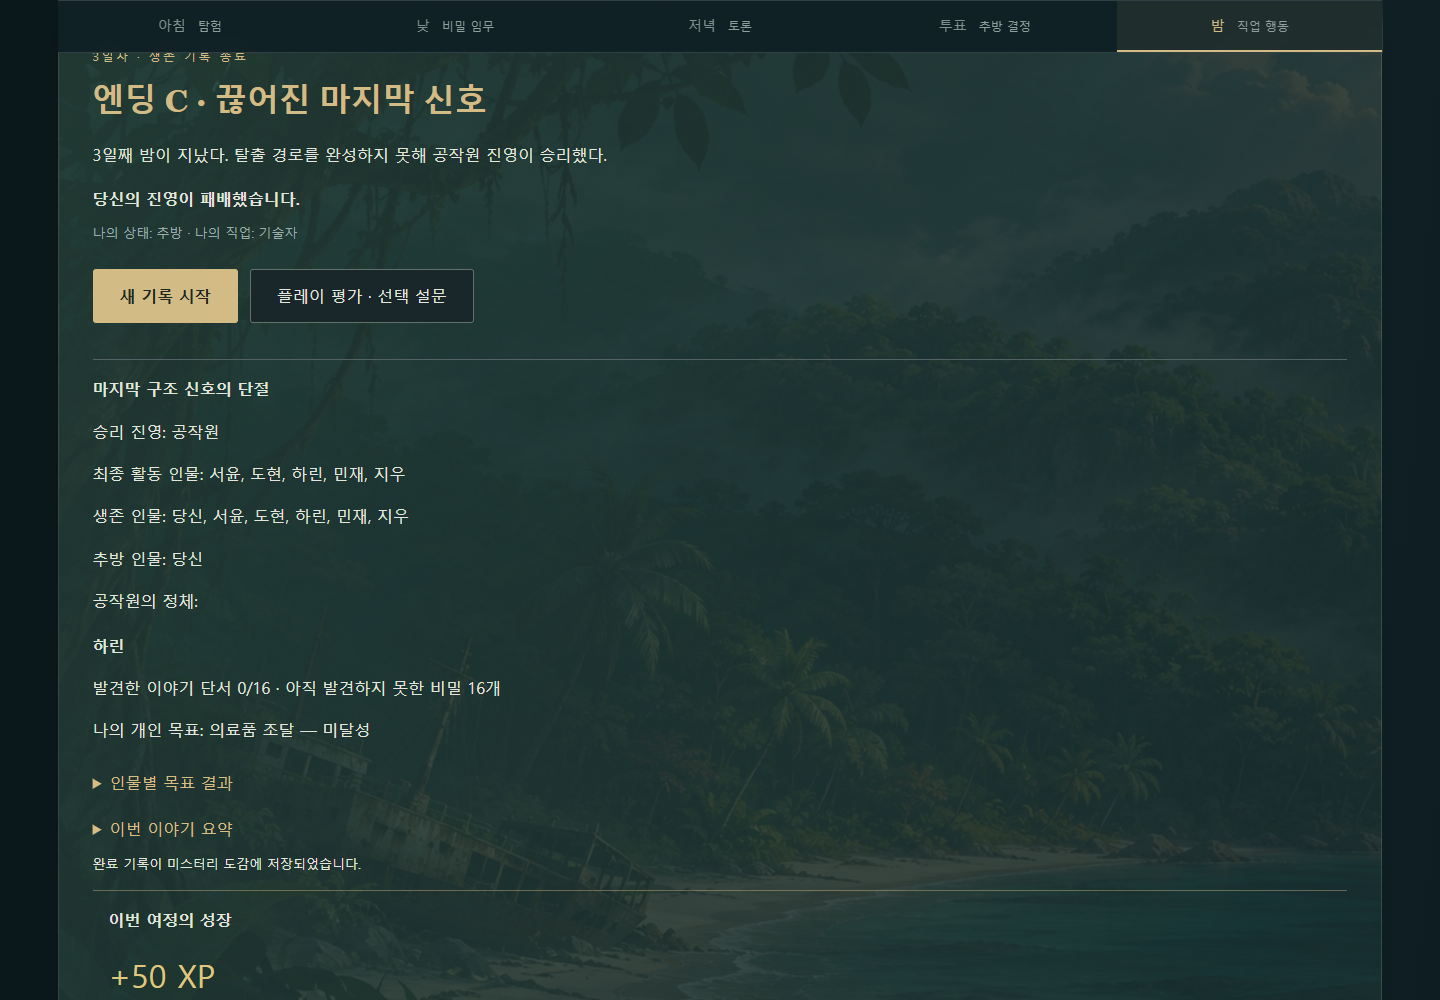 아침 탐험 낮 비밀 임무 저녁 토론 투표 추방 결정 밤 직업 행동
3일차 · 생존 기록 종료
엔딩 C · 끊어진 마지막 신호
3일째 밤이 지났다. 탈출 경로를 완성하지 못해 공작원 진영이 승리했다.
당신의 진영이 패배했습니다.
나의 상태: 추방 · 나의 직업: 기술자
새 기록 시작 플레이 평가 · 선택 설문
마지막 구조 신호의 단절
승리 진영: 공작원
최종 활동 인물: 서윤, 도현, 하린, 민재, 지우
생존 인물: 당신, 서윤, 도현, 하린, 민재, 지우
추방 인물: 당신
공작원의 정체:
하린
발견한 이야기 단서 0/16 · 아직 발견하지 못한 비밀 16개
나의 개인 목표: 의료품 조달 — 미달성
▶ 인물별 목표 결과
▶ 이번 이야기 요약
완료 기록이 미스터리 도감에 저장되었습니다.
이번 여정의 성장
+50 XP